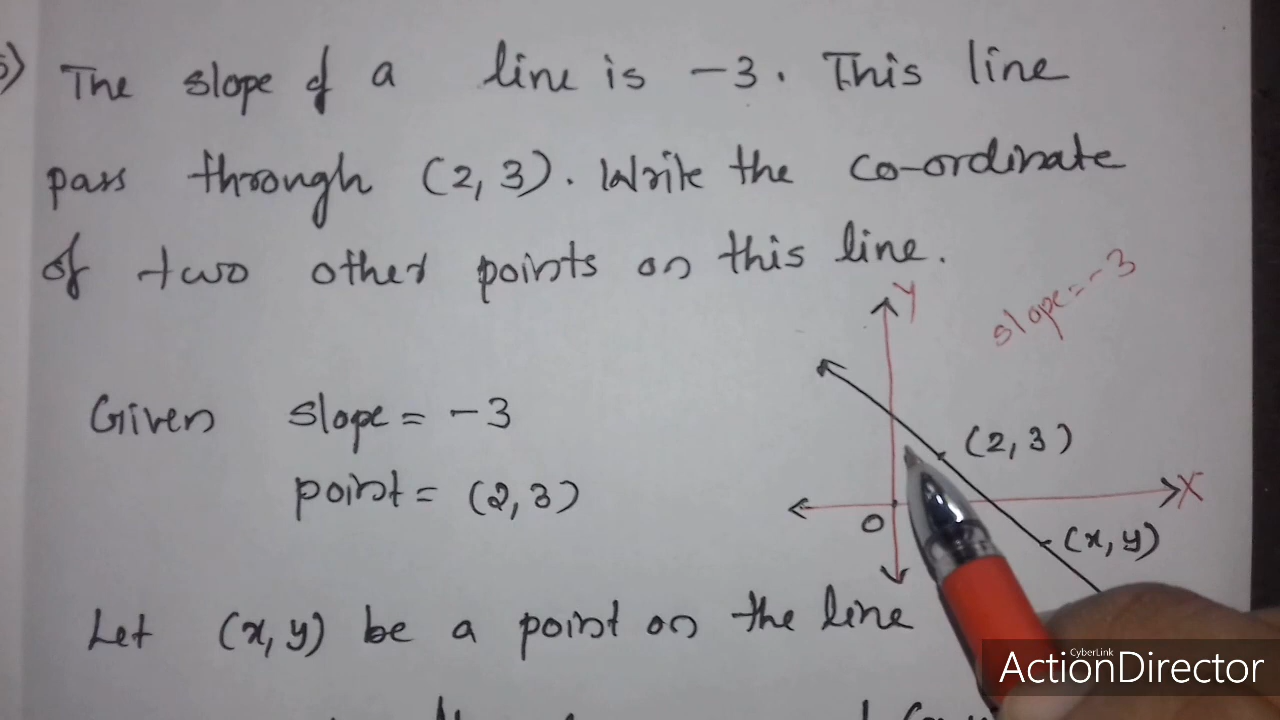 5) The slope of a line is -3. This line
pass through (2,3). Write the co-ordinate
of two other points on this line.
slope=-3
Y
Given slope = -3
(2,3)
point = (2,3)
X
O
(x,y)
Let (x,y) be a point on the line
CyberLink
ActionDirector